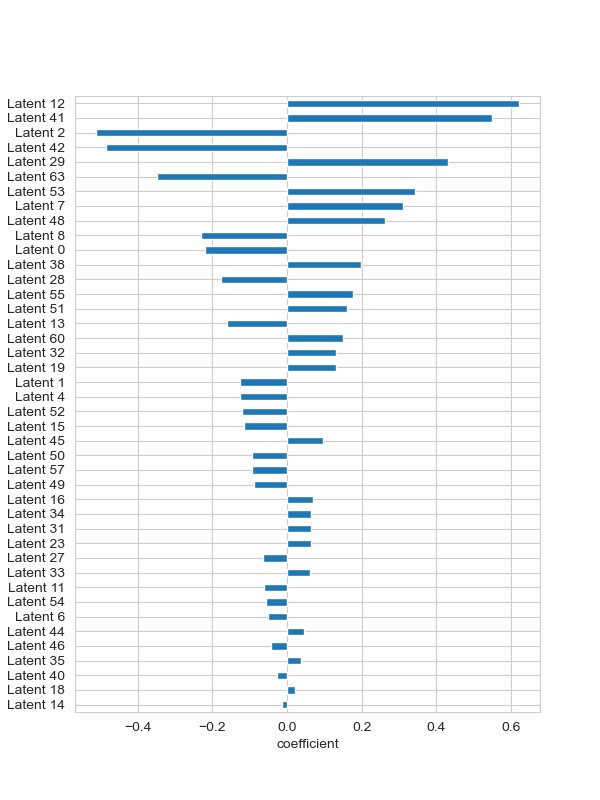 Latent 12
Latent 41
Latent 2
Latent 42
Latent 29
Latent 63
Latent 53
Latent 7
Latent 48
Latent 8
Latent 0
Latent 38
Latent 28
Latent 55
Latent 51
Latent 13
Latent 60
Latent 32
Latent 19
Latent 1
Latent 4
Latent 52
Latent 15
Latent 45
Latent 50
Latent 57
Latent 49
Latent 16
Latent 34
Latent 31
Latent 23
Latent 27
Latent 33
Latent 11
Latent 54
Latent 6
Latent 44
Latent 46
Latent 35
Latent 40
Latent 18
Latent 14
−0.4 −0.2 0.0 0.2 0.4 0.6
coefficient